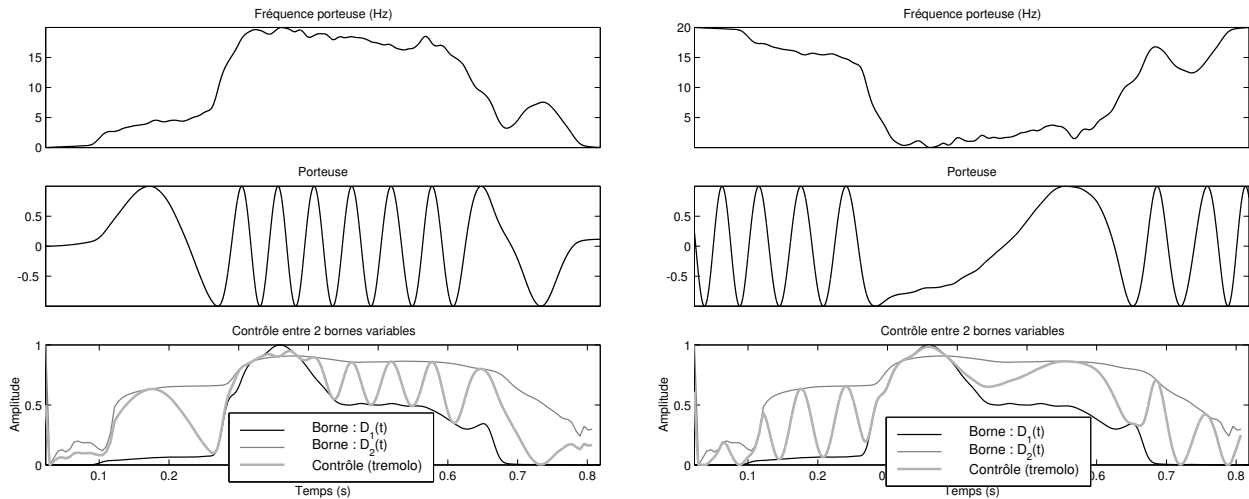 Fréquence porteuse (Hz)
15
10
5
0
Porteuse
0.5
0
-0.5
Contrôle entre 2 bornes variables
1
0.5
0
Amplitude
0.1
0.2
0.6
0.7
0.8
Temps (s)
Borne : D1(t)
Borne : D2(t)
Contrôle (tremolo)
Fréquence porteuse (Hz)
20
15
10
5
Porteuse
0.5
0
-0.5
Contrôle entre 2 bornes variables
1
0.5
0
Amplitude
0.1
0.2
0
0.6
0.7
0.8
Temps (s)
Borne : D1(t)
Borne : D2(t)
Contrôle (tremolo)